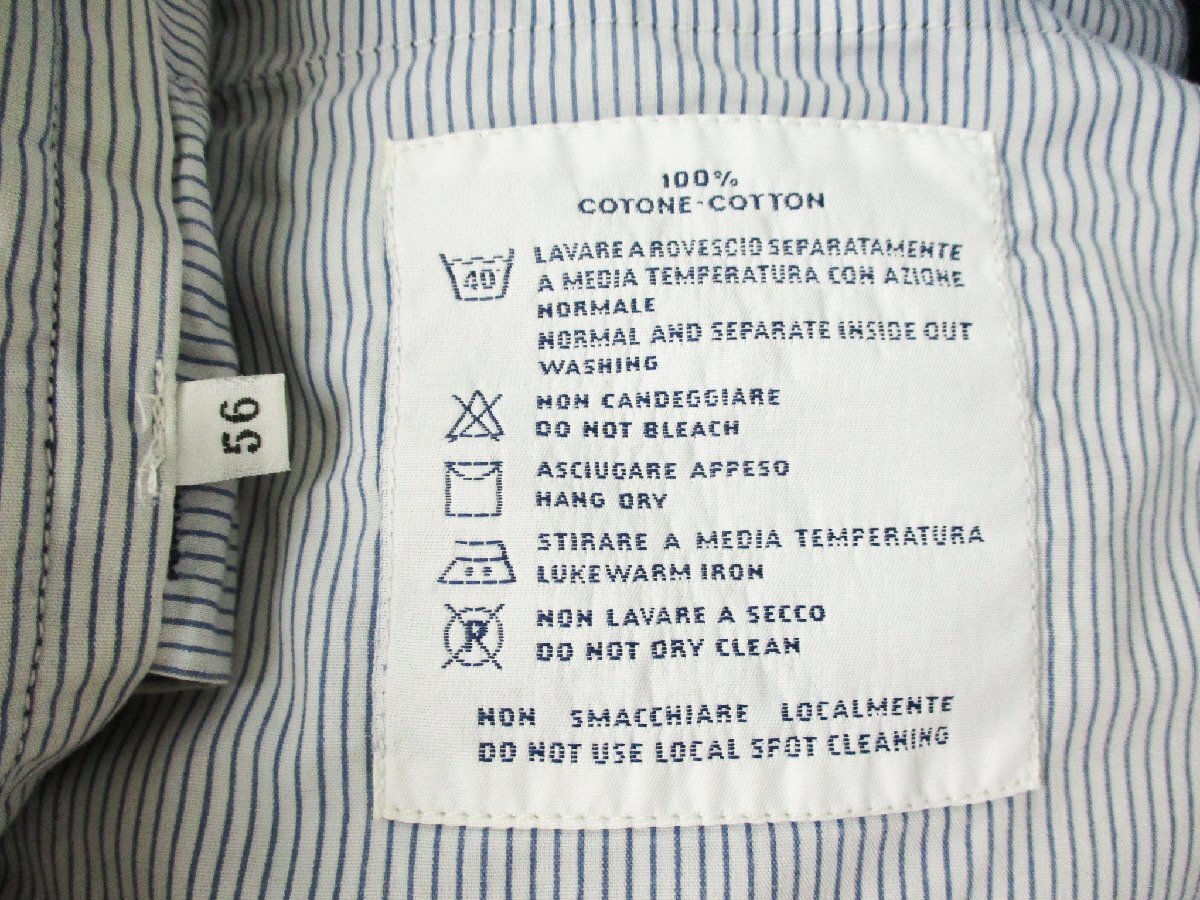 100%
COTONE-COTTON
40°
LAVARE A ROVESCIO SEPARATAMENTE
A MEDIA TEMPERATURA CON AZIONE
NORMALE
NORMAL AND SEPARATE INSIDE OUT
WASHING
NON CANDEGGIARE
DO NOT BLEACH
ASCIUGARE APPESO
HANG DRY
STIRARE A MEDIA TEMPERATURA
LUKEWARM IRON
R
NON LAVARE A SECCO
DO NOT DRY CLEAN
NON SMACCHIARE LOCALMENTE
DO NOT USE LOCAL SPOT CLEANING
56